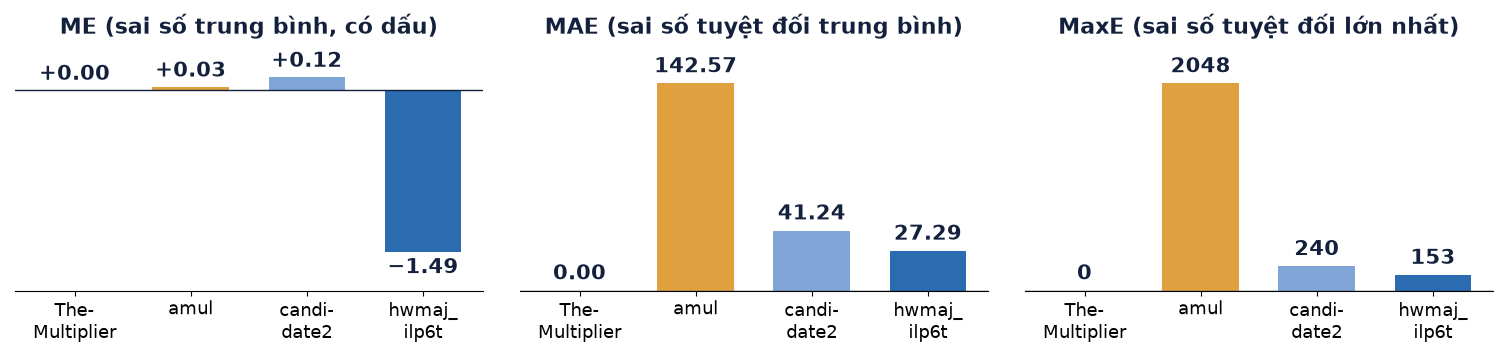 ME (sai số trung bình, có dấu)
+0.00
+0.03
+0.12
−1.49
The-
Multiplier
amul
candi-
date2
hwmaj_
ilp6t
MAE (sai số tuyệt đối trung bình)
0.00
142.57
41.24
27.29
The-
Multiplier
amul
candi-
date2
hwmaj_
ilp6t
MaxE (sai số tuyệt đối lớn nhất)
0
2048
240
153
The-
Multiplier
amul
candi-
date2
hwmaj_
ilp6t